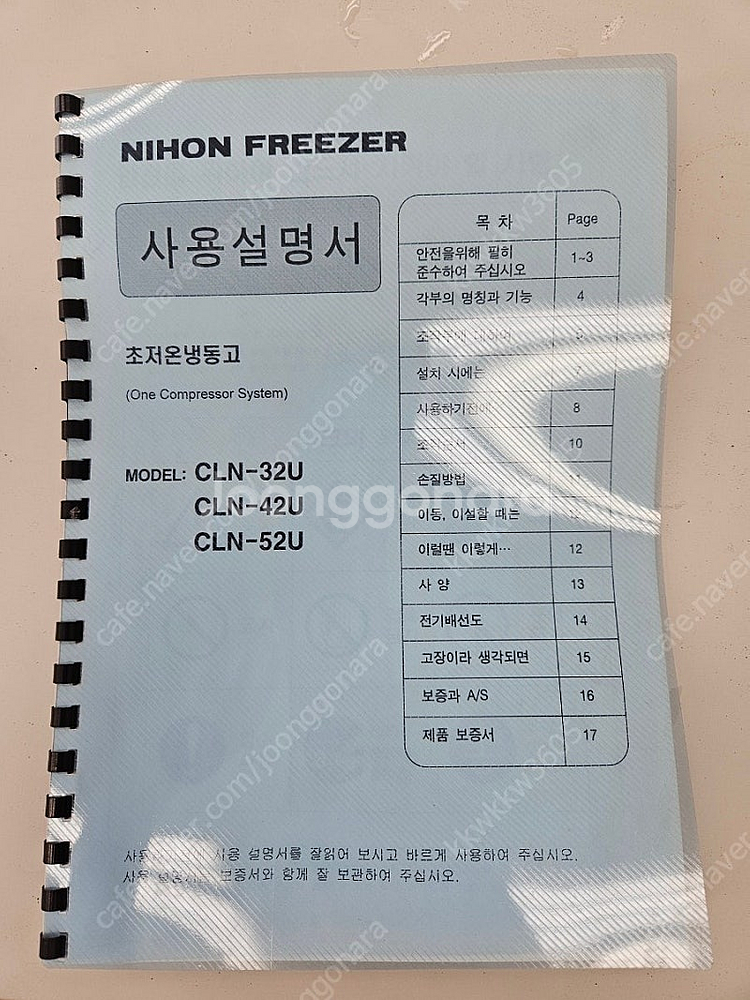 NIHON FREEZER
사용설명서
초저온냉동고
(One Compressor System)
MODEL: CLN-32U
CLN-42U
CLN-52U
목 차 Page
안전을위해 필히
준수하여 주십시오 1~3
각부의 명칭과 기능 4
설치 시에는 7
사용하기전에 8
10
손질방법
이동, 이설할 때는
이럴땐 이렇게… 12
사 양 13
전기배선도 14
고장이라 생각되면 15
보증과 A/S 16
제품 보증서 17
사용 설명서를 잘읽어 보시고 바르게 사용하여 주십시오.
보증서와 함께 잘 보관하여 주십시오.
joonggonara
cafe.naver.com/joonggonara
kwkkw3605